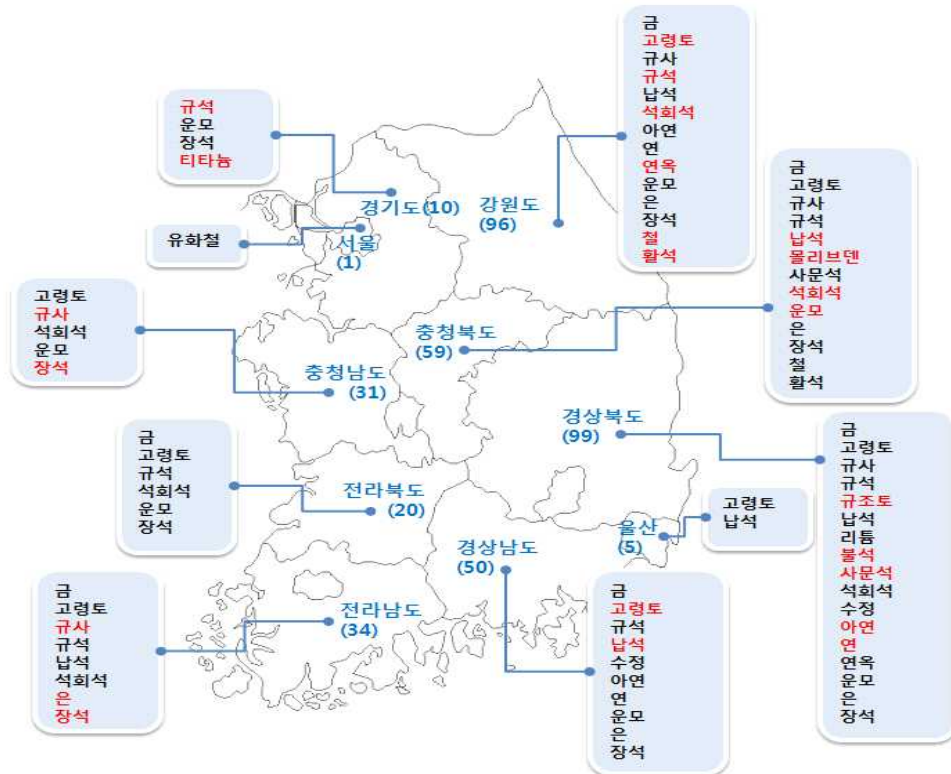 금
고령토
규사
규석
납석
석회석
아연
연
연옥
운모
은
장석
철
활석
규석
운모
장석
티타늄
경기도(10)
강원도
(96)
유화철
서울
(1)
금
고령토
규사
규석
납석
몰리브덴
사문석
석회석
운모
은
장석
철
활석
고령토
규사
석회석
운모
장석
충청북도
(59)
충청남도
(31)
경상북도
(99)
금
고령토
규사
규석
규조토
납석
리튬
불석
사문석
석회석
수정
아연
연
연옥
운모
은
장석
금
고령토
규석
석회석
운모
장석
전라북도
(20)
고령토
납석
울산
(5)
경상남도
(50)
금
고령토
규사
규석
납석
석회석
은
장석
전라남도
(34)
금
고령토
규석
납석
수정
아연
연
운모
은
장석